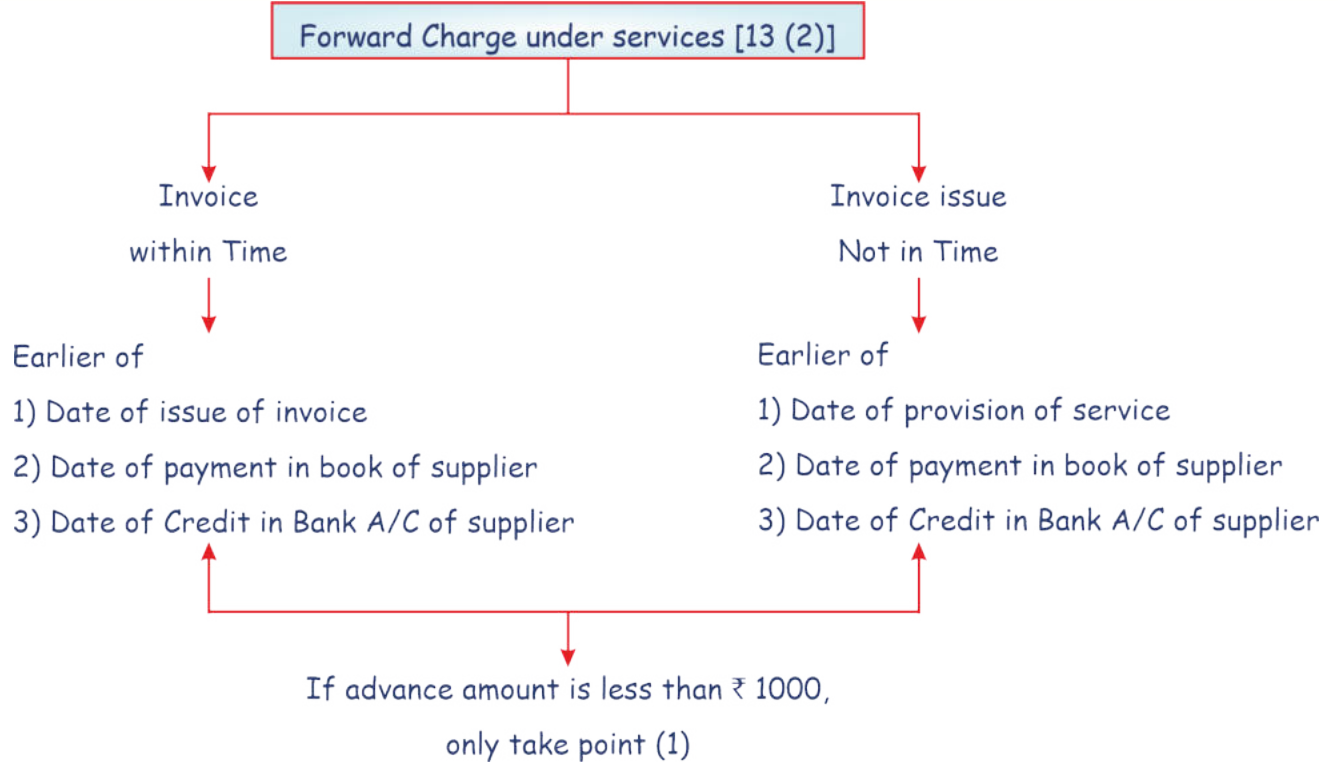 Forward Charge under services [13 (2)]
Invoice
within Time
Earlier of
1) Date of issue of invoice
2) Date of payment in book of supplier
3) Date of Credit in Bank A/C of supplier
Invoice issue
Not in Time
Earlier of
1) Date of provision of service
2) Date of payment in book of supplier
3) Date of Credit in Bank A/C of supplier
If advance amount is less than ₹ 1000,
only take point (1)